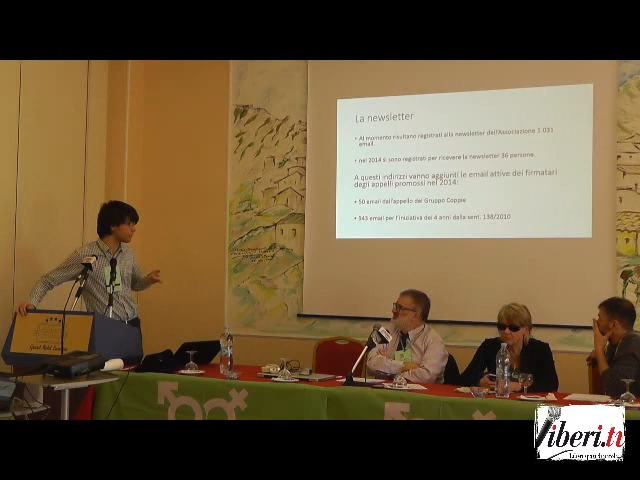 La newsletter
• Al momento risultano registrati alla newsletter dell'Associazione 1.031
email.
• nel 2014 si sono registrati per ricevere la newsletter 36 persone.
A questi indirizzi vanno aggiunti le email attive dei firmatari
degli appelli promossi nel 2014:
• 50 email dall'appello del Gruppo Coppie
• 343 email per l'iniziativa dei 4 anni dalla sent. 138/2010
Liberi.tv